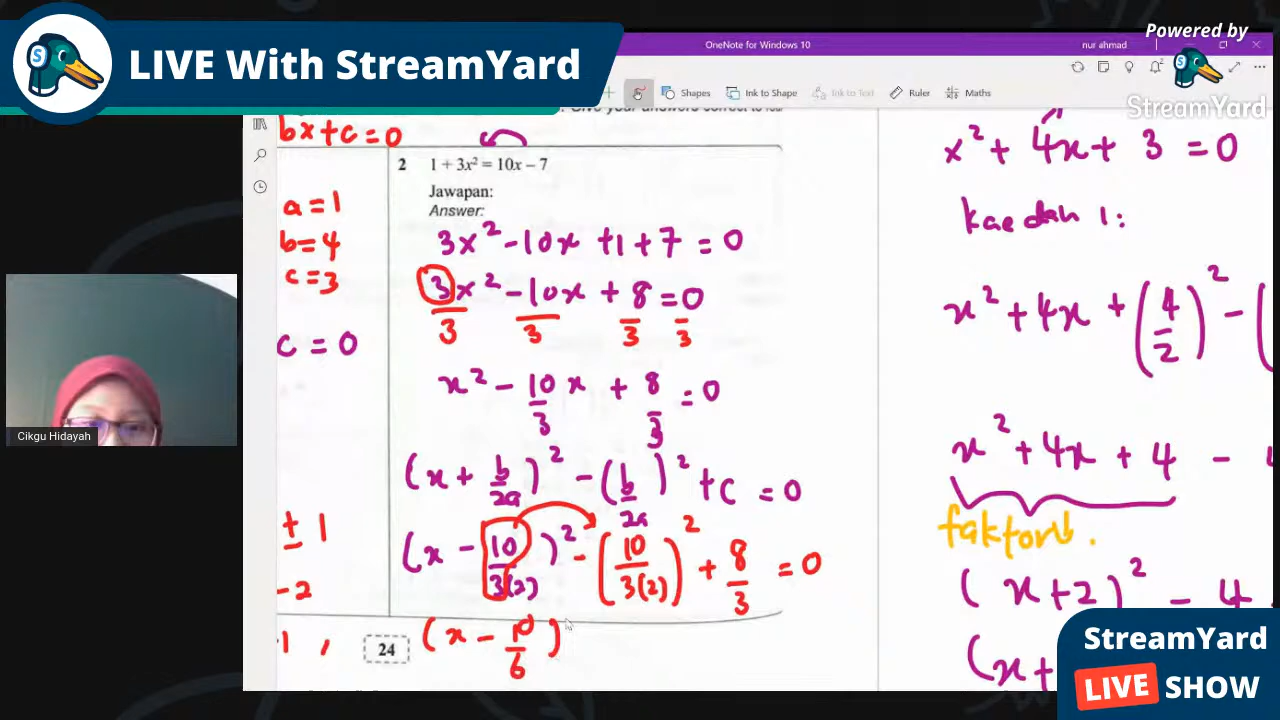 LIVE With StreamYard
Powered by
StreamYard
OneNote for Windows 10
nur ahmad
Shapes
Ink to Shape
Ink to Text
Ruler
Maths
bx+c=0
a=1
b=4
c=3
c = 0
± 1
-2
-1 ,
2 1 + 3x² = 10x – 7
Jawapan:
Answer:
3x² - 10x + 1 + 7 = 0
3x² - 10x + 8 = 0
3 3 3 3
x² - 10/3 x + 8/3 = 0
(x + b/2a)² - (b/2a)² + c = 0
(x - 10/3(2))² - (10/3(2))² + 8/3 = 0
(x - 10/6)
24
x² + 4x + 3 = 0
kaedah 1:
x² + 4x + (4/2)² - (
x² + 4x + 4 -
faktorb.
(x+2)² - 4
(x+
Cikgu Hidayah
StreamYard
LIVE SHOW